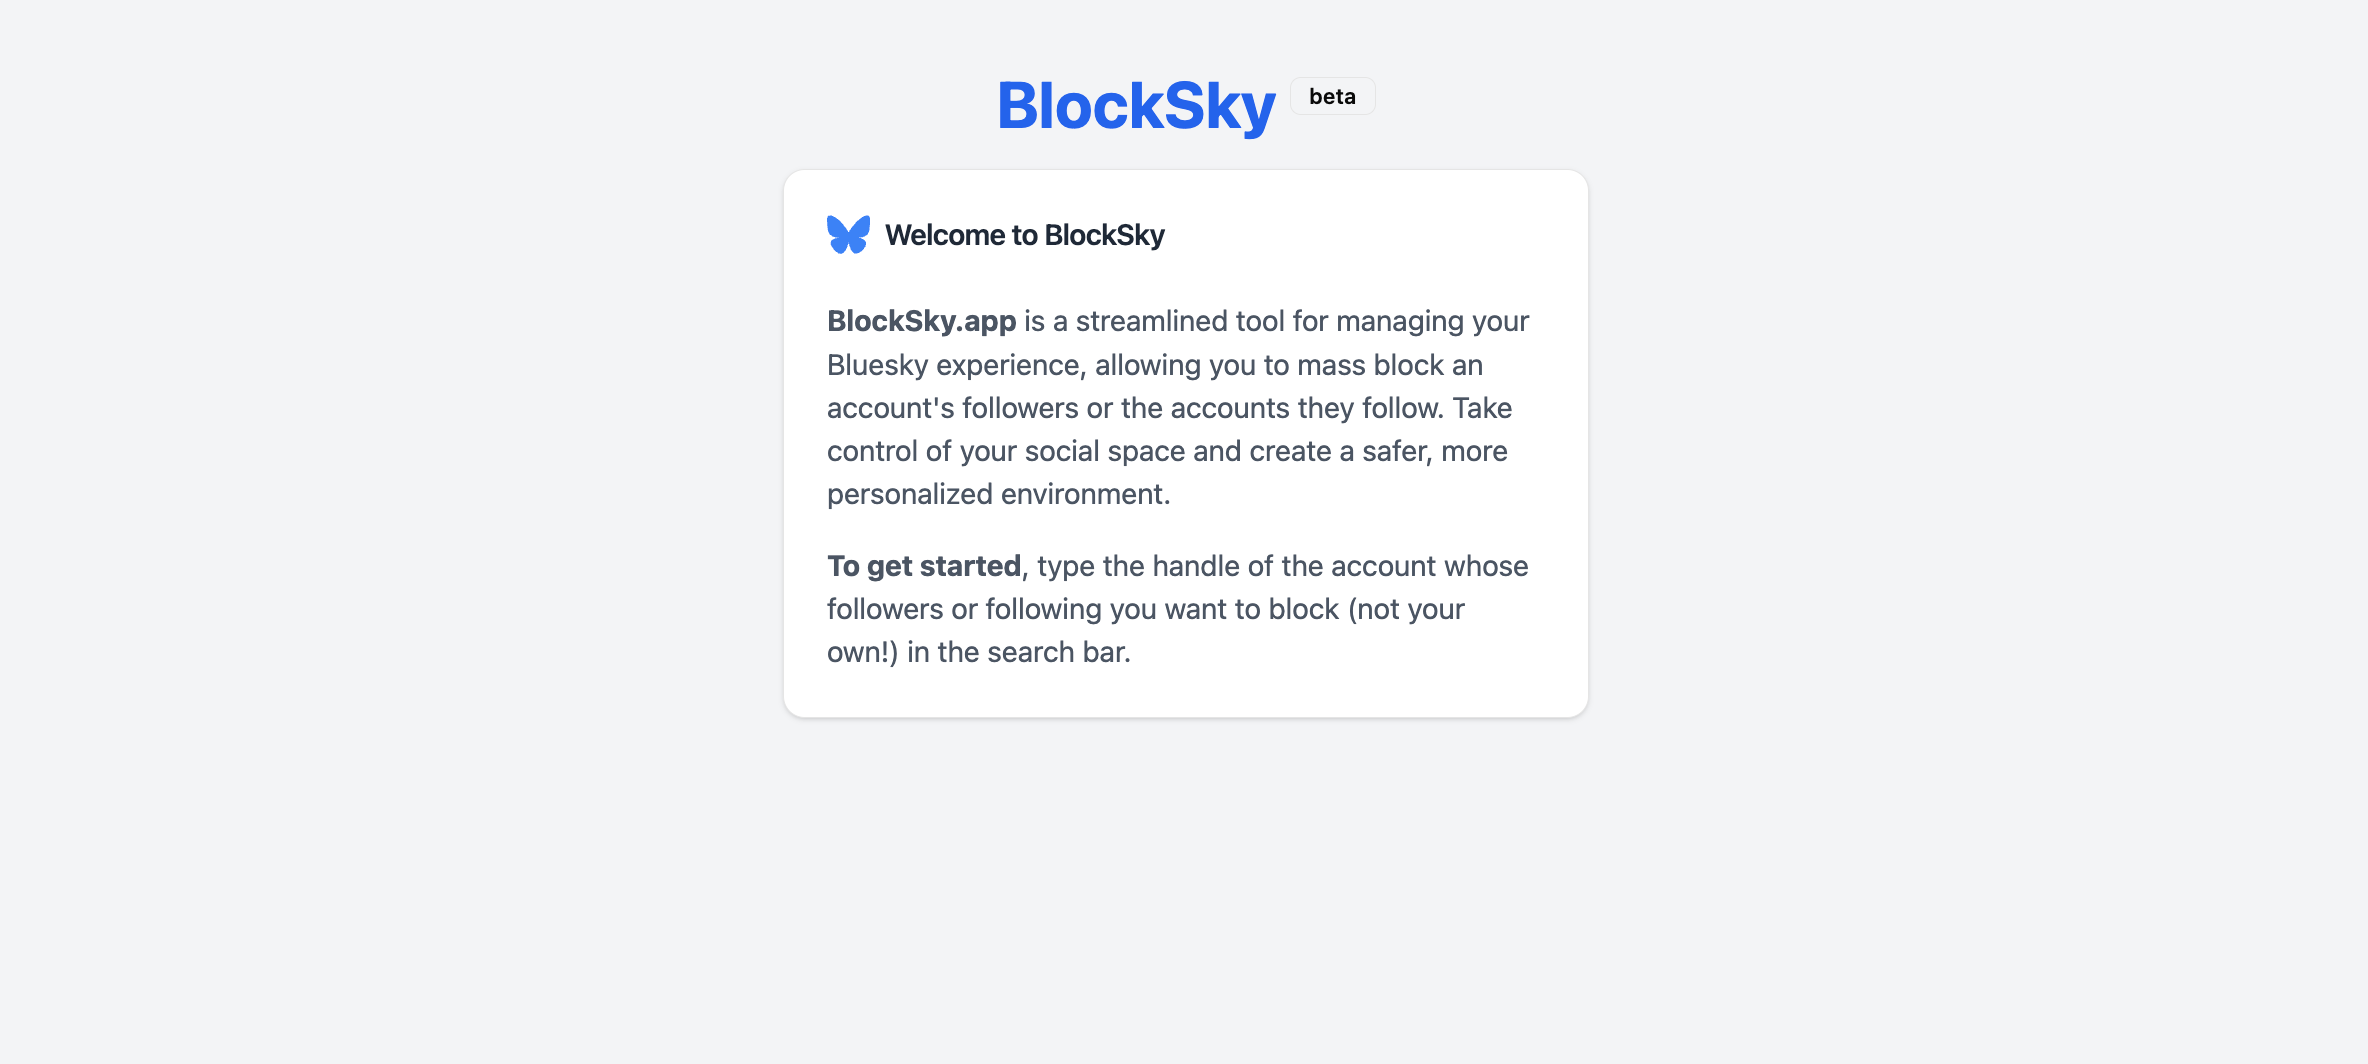 BlockSky beta
Welcome to BlockSky
BlockSky.app is a streamlined tool for managing your
Bluesky experience, allowing you to mass block an
account's followers or the accounts they follow. Take
control of your social space and create a safer, more
personalized environment.
To get started, type the handle of the account whose
followers or following you want to block (not your
own!) in the search bar.